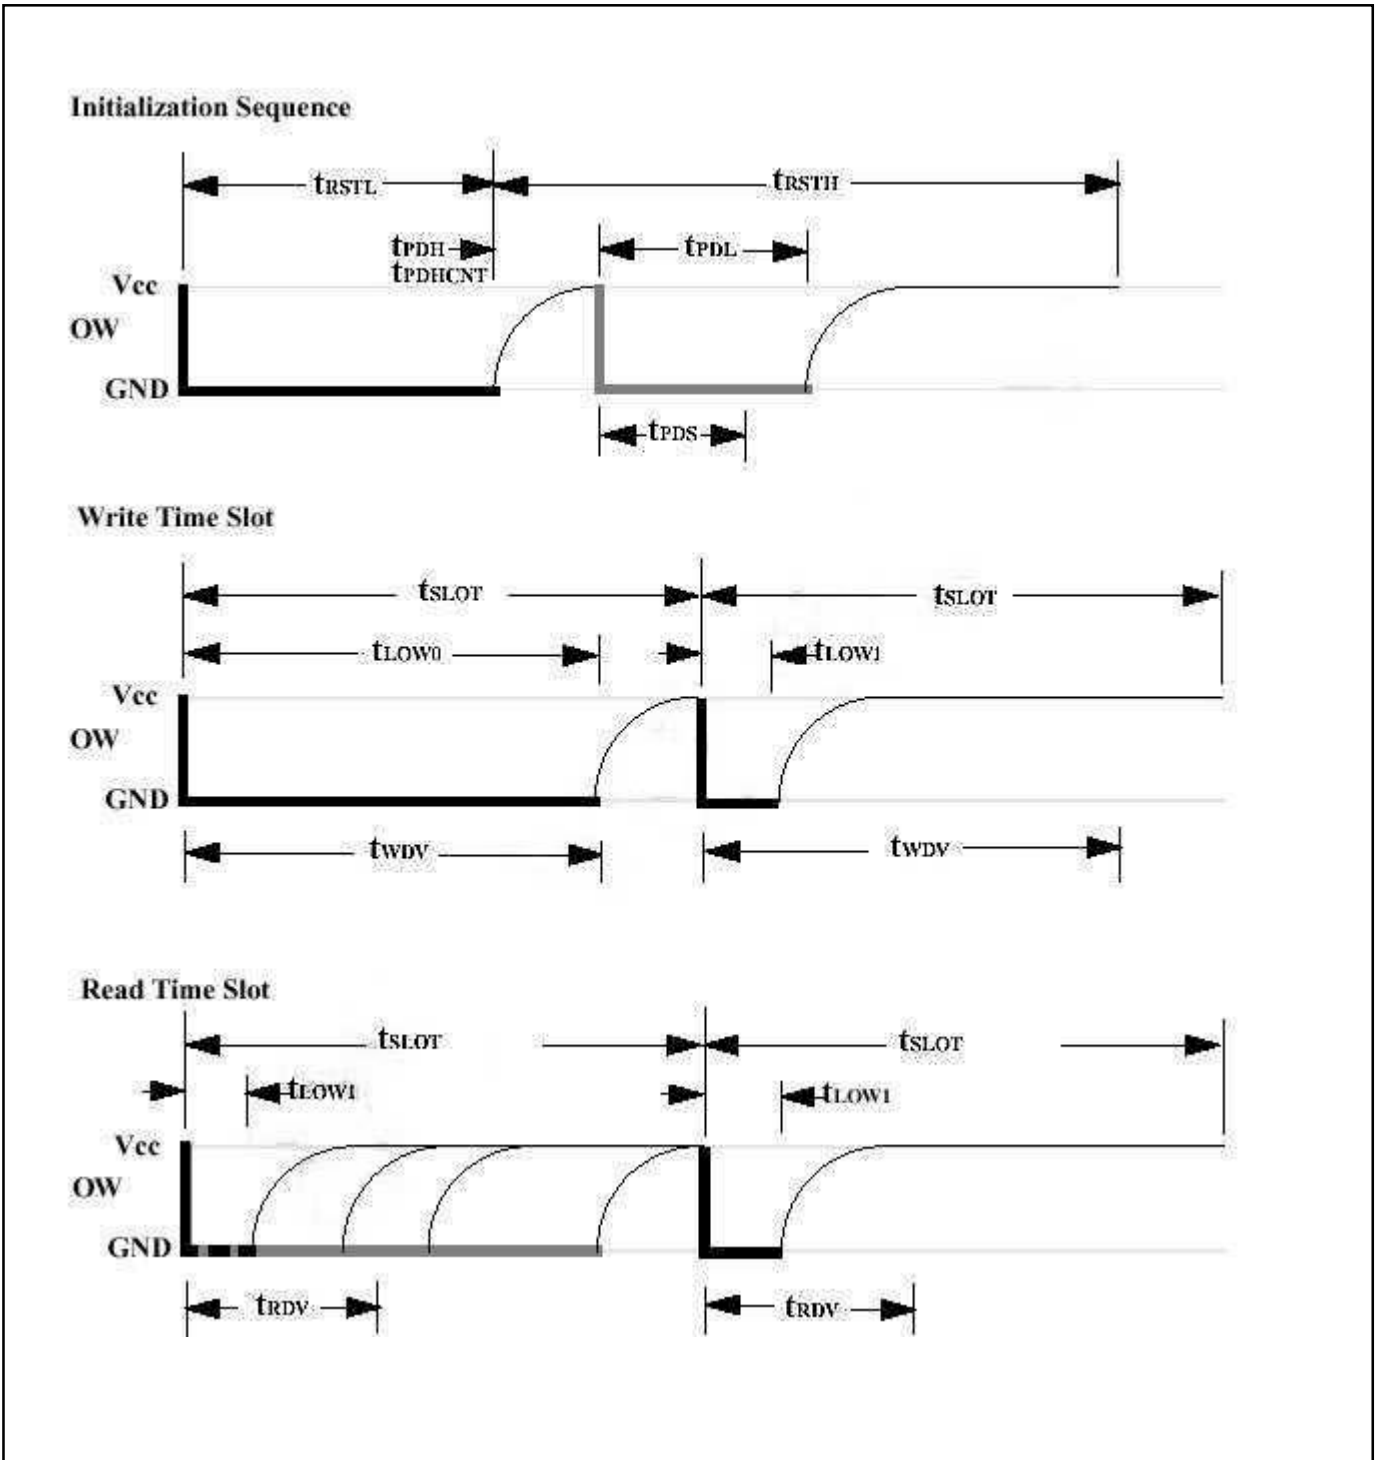 Initialization Sequence
tRSTL tRSTH
tPDH tPDL
tPDHCNT
Vcc
OW
GND
tPDS
Write Time Slot
tSLOT tSLOT
tLOW0 tLOW1
Vcc
OW
GND
tWDV tWDV
Read Time Slot
tSLOT tSLOT
tLOW1 tLOW1
Vcc
OW
GND
tRDV tRDV